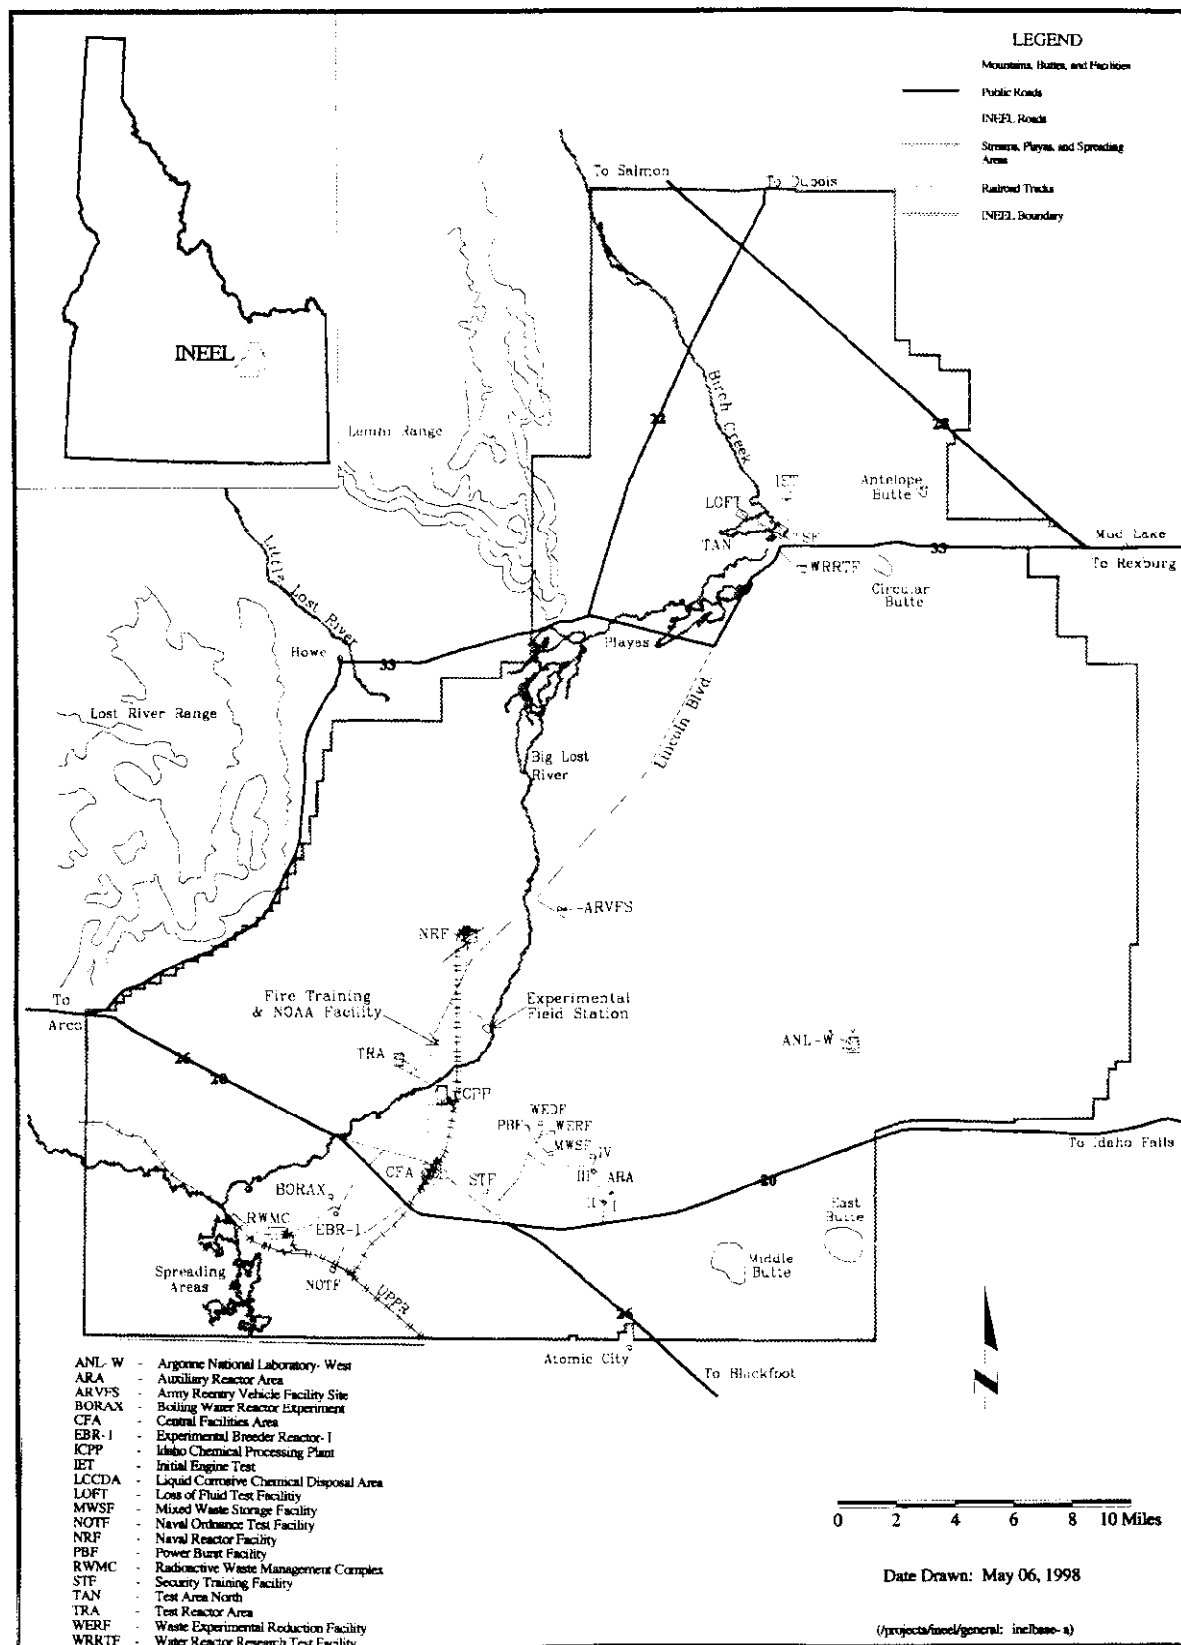 LEGEND
Mountains, Buttes, and Facilities
Public Roads
INEEL Roads
Streams, Playas, and Spreading
Areas
Railroad Tracks
INEEL Boundary
To Salmon
To Dubois
INEEL
Birch Creek
22
28
Lemhi Range
IET
Antelope
Butte
LOFT
TAN
TSF
Mud Lake
33
To Rexburg
WRRTF
Circular
Butte
Little Lost River
Howe
33
Playas
Lost River Range
Lincoln Blvd.
Big Lost
River
ARVFS
NRF
To
Arco
Fire Training
& NOAA Facility
Experimental
Field Station
TRA
ANL-W
26
20
ICPP
WEDF
PBF
WERF
MWSF
IV
To Idaho Falls
CFA
STF
III
ARA
20
BORAX
II
I
RWMC
EBR-I
East
Butte
Spreading
Areas
NOTF
UPPR
Middle
Butte
26
Atomic City
To Blackfoot
N
ANL-W - Argonne National Laboratory-West
ARA - Auxiliary Reactor Area
ARVFS - Army Reentry Vehicle Facility Site
BORAX - Boiling Water Reactor Experiment
CFA - Central Facilities Area
EBR-I - Experimental Breeder Reactor-I
ICPP - Idaho Chemical Processing Plant
IET - Initial Engine Test
LCCDA - Liquid Corrosive Chemical Disposal Area
LOFT - Loss of Fluid Test Facilitiy
MWSF - Mixed Waste Storage Facility
NOTF - Naval Ordnance Test Facility
NRF - Naval Reactor Facility
PBF - Power Burst Facility
RWMC - Radioactive Waste Management Complex
STF - Security Training Facility
TAN - Test Area North
TRA - Test Reactor Area
WERF - Waste Experimental Reduction Facility
WRRTF - Water Reactor Research Test Facility
0 2 4 6 8 10 Miles
Date Drawn: May 06, 1998
(/projects/ineel/general: inelbase-a)